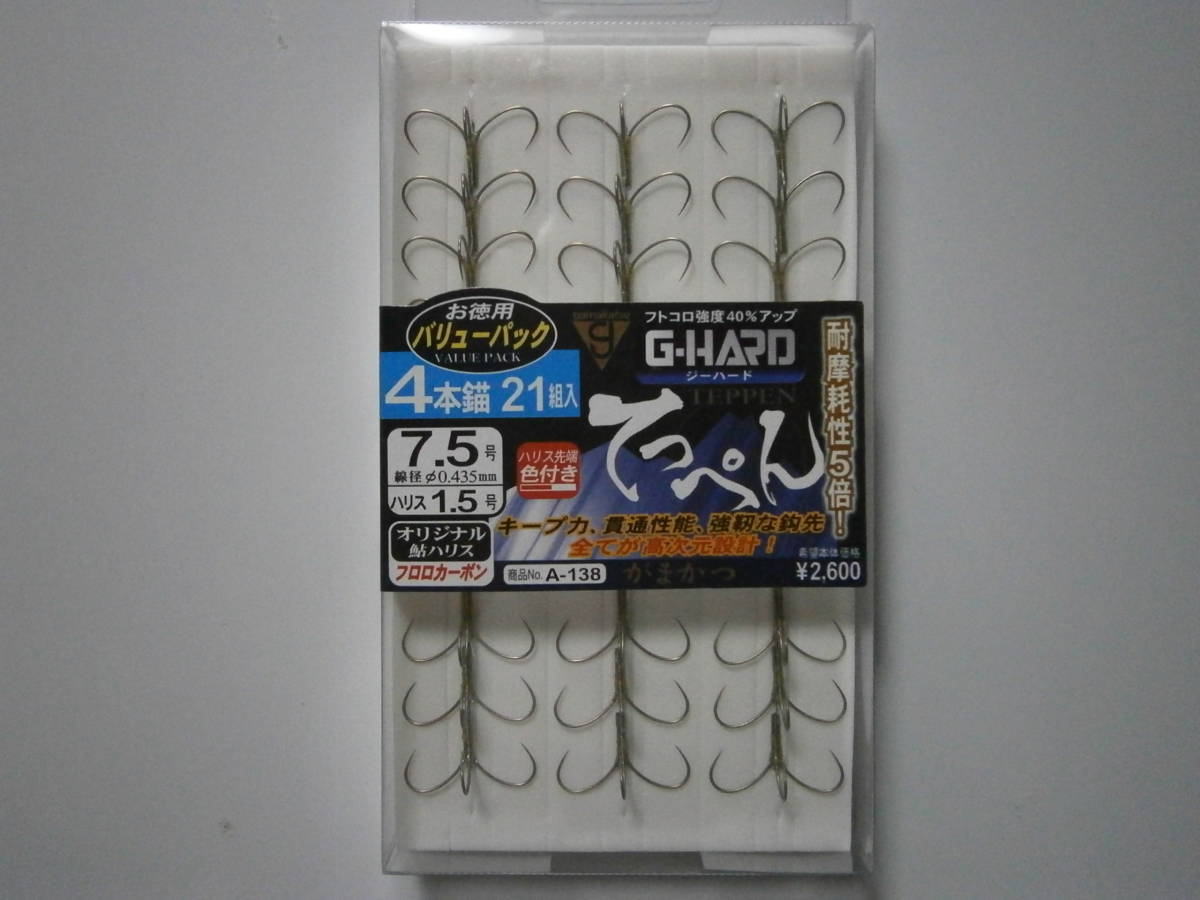 お徳用
バリューパック
VALUE PACK
4本錨 21組入
7.5号
線径 φ0.435mm
ハリス 1.5号
オリジナル
鮎ハリス
フロロカーボン
ハリス先端
色付き
gamakatsu
G
フトコロ強度40%アップ
G-HARD
ジーハード
TEPPEN
てっぺん
耐摩耗性5倍!
キープ力、貫通性能、強靭な鈎先
全てが高次元設計!
商品No. A-138
がまかつ
希望本体価格
¥2,600